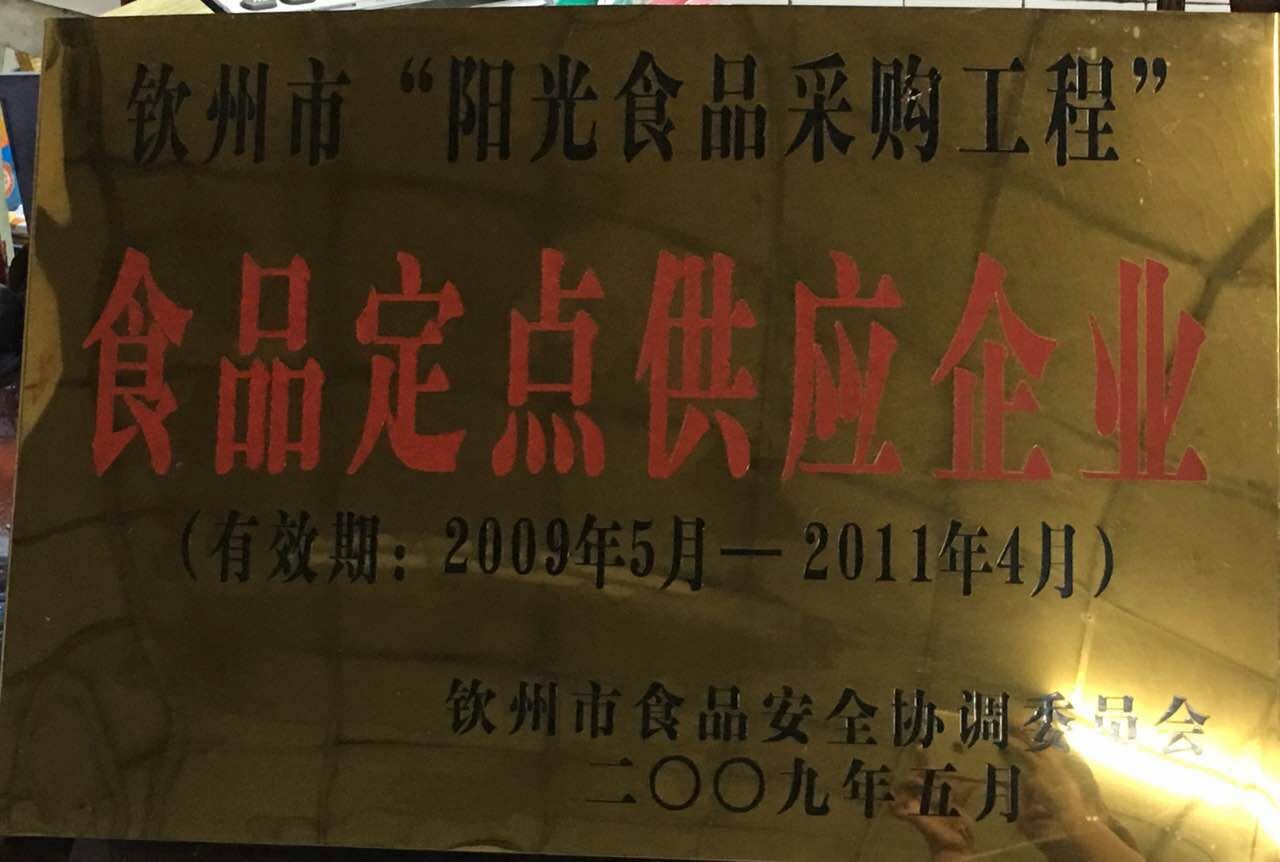 钦州市“阳光食品采购工程”
食品定点供应企业
(有效期：2009年5月—2011年4月)
钦州市食品安全协调委员会
二〇〇九年五月